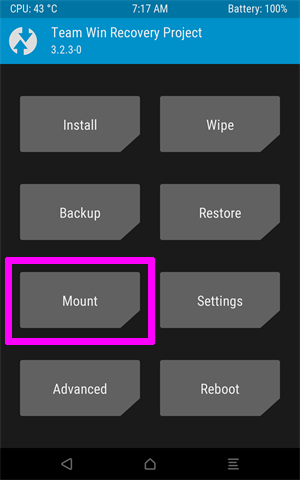 CPU: 43 °C 7:17 AM Battery: 100%
Team Win Recovery Project
3.2.3-0
Install Wipe
Backup Restore
Mount Settings
Advanced Reboot